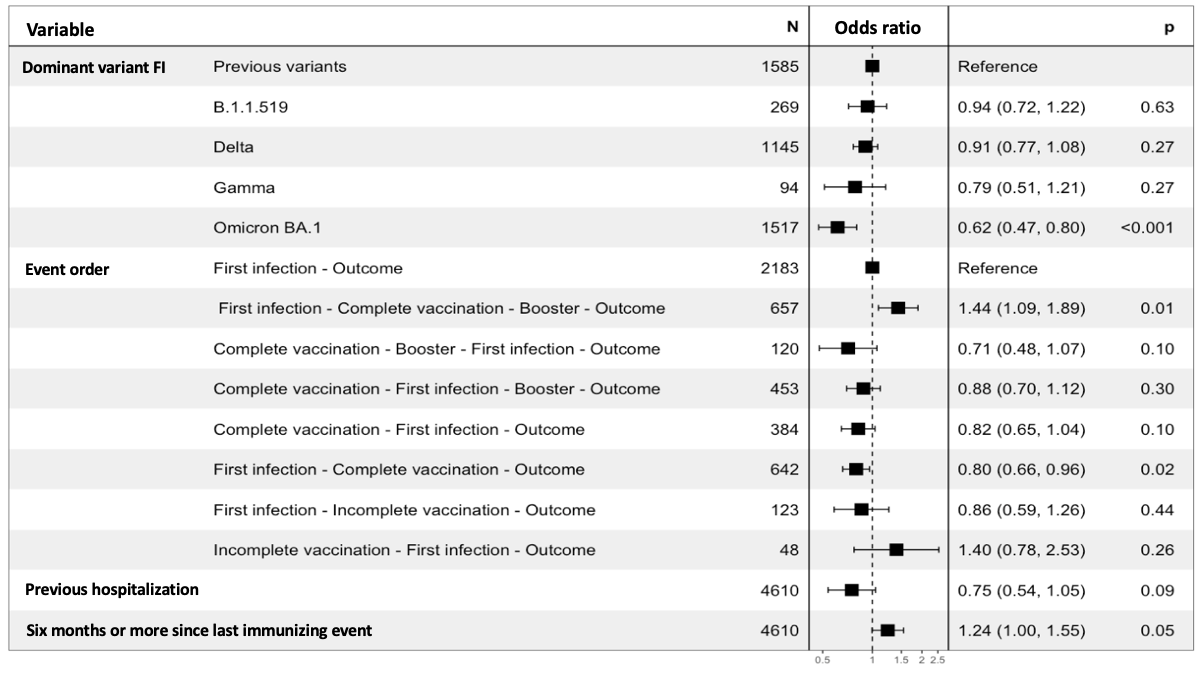 Variable N Odds ratio p
Dominant variant FI Previous variants 1585 Reference
B.1.1.519 269 0.94 (0.72, 1.22) 0.63
Delta 1145 0.91 (0.77, 1.08) 0.27
Gamma 94 0.79 (0.51, 1.21) 0.27
Omicron BA.1 1517 0.62 (0.47, 0.80) <0.001
Event order First infection - Outcome 2183 Reference
First infection - Complete vaccination - Booster - Outcome 657 1.44 (1.09, 1.89) 0.01
Complete vaccination - Booster - First infection - Outcome 120 0.71 (0.48, 1.07) 0.10
Complete vaccination - First infection - Booster - Outcome 453 0.88 (0.70, 1.12) 0.30
Complete vaccination - First infection - Outcome 384 0.82 (0.65, 1.04) 0.10
First infection - Complete vaccination - Outcome 642 0.80 (0.66, 0.96) 0.02
First infection - Incomplete vaccination - Outcome 123 0.86 (0.59, 1.26) 0.44
Incomplete vaccination - First infection - Outcome 48 1.40 (0.78, 2.53) 0.26
Previous hospitalization 4610 0.75 (0.54, 1.05) 0.09
Six months or more since last immunizing event 4610 1.24 (1.00, 1.55) 0.05
0.5 1 1.5 2 2.5